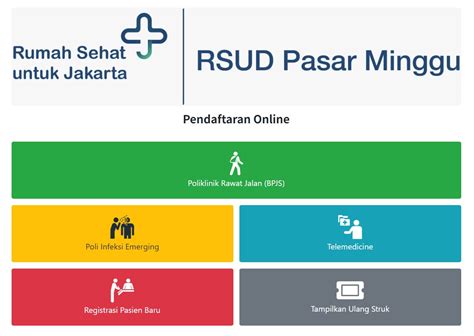 Rumah Sehat
untuk Jakarta
RSUD Pasar Minggu
Pendaftaran Online
Poliklinik Rawat Jalan (BPJS)
Poli Infeksi Emerging
Telemedicine
Registrasi Pasien Baru
Tampilkan Ulang Struk